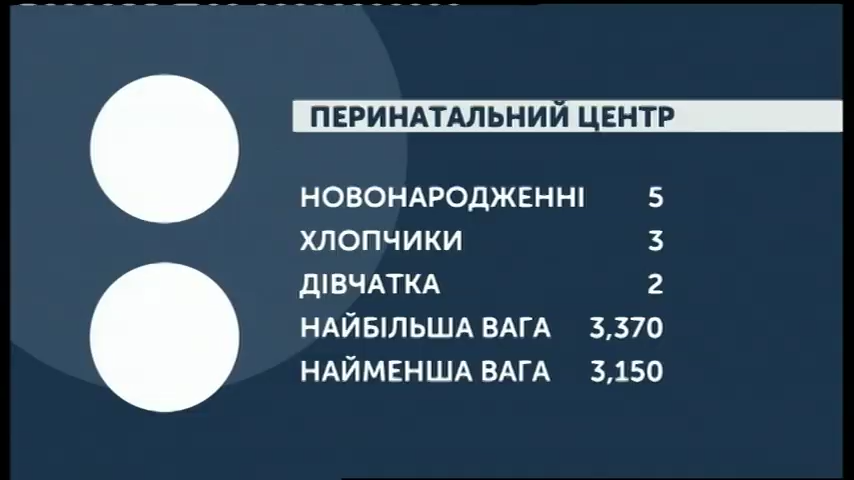 ПЕРИНАТАЛЬНИЙ ЦЕНТР
НОВОНАРОДЖЕННІ 5
ХЛОПЧИКИ 3
ДІВЧАТКА 2
НАЙБІЛЬША ВАГА 3,370
НАЙМЕНША ВАГА 3,150